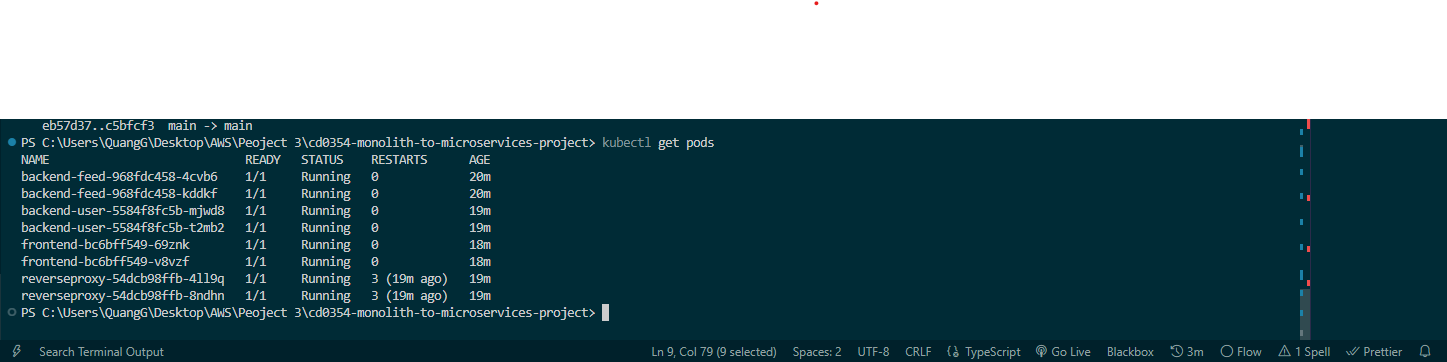 eb57d37..c5bfcf3  main -> main
PS C:\Users\QuangG\Desktop\AWS\Peoject 3\cd0354-monolith-to-microservices-project> kubectl get pods
NAME                            READY   STATUS    RESTARTS      AGE
backend-feed-968fdc458-4cvb6    1/1     Running   0             20m
backend-feed-968fdc458-kddkf    1/1     Running   0             20m
backend-user-5584f8fc5b-mjwd8   1/1     Running   0             19m
backend-user-5584f8fc5b-t2mb2   1/1     Running   0             19m
frontend-bc6bff549-69znk        1/1     Running   0             18m
frontend-bc6bff549-v8vzf        1/1     Running   0             18m
reverseproxy-54dcb98ffb-4ll9q   1/1     Running   3 (19m ago)   19m
reverseproxy-54dcb98ffb-8ndhn   1/1     Running   3 (19m ago)   19m
PS C:\Users\QuangG\Desktop\AWS\Peoject 3\cd0354-monolith-to-microservices-project>
Search Terminal Output Ln 9, Col 79 (9 selected) Spaces: 2 UTF-8 CRLF TypeScript Go Live Blackbox 3m Flow 1 Spell Prettier